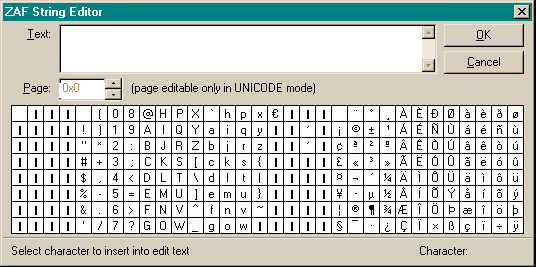 ZAF String Editor
Text:
OK
Cancel
Page: 0x0 (page editable only in UNICODE mode)
( 0 8 @ H P X ` h p x € ¨ ° ¸ À È Ð Ø à è ð ø
! ) 1 9 A I Q Y a i q y ¡ © ± ¹ Á É Ñ Ù á é ñ ù
" * 2 : B J R Z b j r z ¢ ª ² º Â Ê Ò Ú â ê ò ú
# + 3 ; C K S [ c k s { £ « ³ » Ã Ë Ó Û ã ë ó û
$ , 4 < D L T \ d l t | ¤ ¬ ´ ¼ Ä Ì Ô Ü ä ì ô ü
% - 5 = E M U ] e m u } ¥ - µ ½ Å Í Õ Ý å í õ ý
& . 6 > F N V ^ f n v ~ ¦ ® ¶ ¾ Æ Î Ö Þ æ î ö þ
' / 7 ? G O W _ g o w § ¯ · ¿ Ç Ï × ß ç ï ÷ ÿ
Select character to insert into edit text
Character: